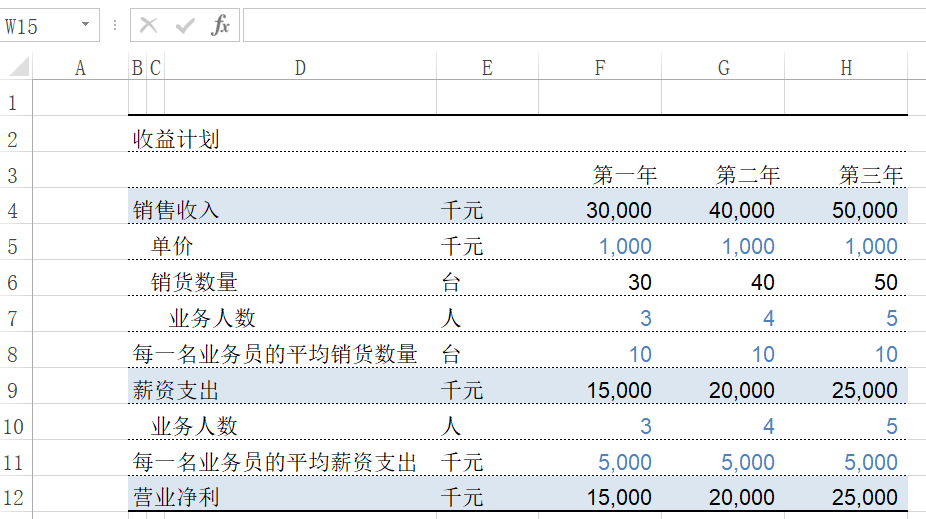 W15 fx
A B C D E F G H
1
2 收益计划
3 第一年 第二年 第三年
4 销售收入 千元 30,000 40,000 50,000
5 单价 千元 1,000 1,000 1,000
6 销货数量 台 30 40 50
7 业务人数 人 3 4 5
8 每一名业务员的平均销货数量 台 10 10 10
9 薪资支出 千元 15,000 20,000 25,000
10 业务人数 人 3 4 5
11 每一名业务员的平均薪资支出 千元 5,000 5,000 5,000
12 营业净利 千元 15,000 20,000 25,000